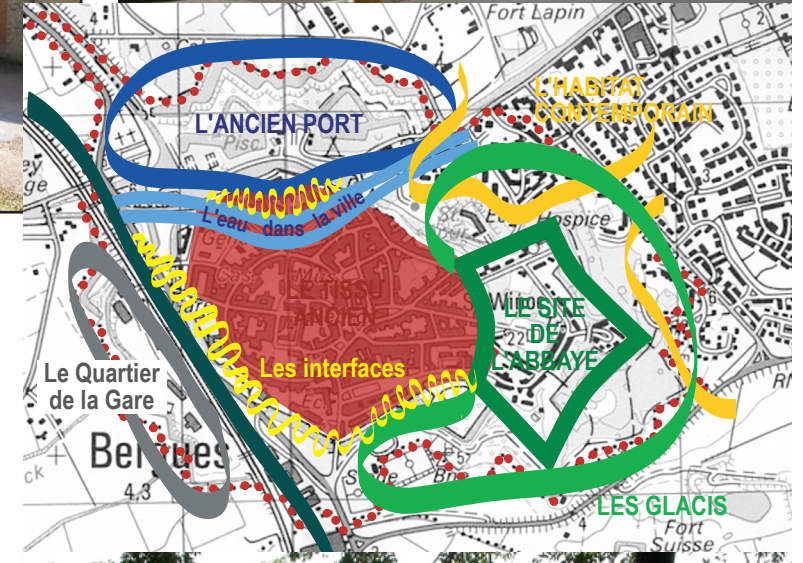 Fort Lapin
L'HABITAT
CONTEMPORAIN
L'ANCIEN PORT
Pisc.
L'eau dans la ville
Hospice
LE TISSU
ANCIEN
LE SITE
DE
L'ABBAYE
Les interfaces
Le Quartier
de la Gare
Bergues
4,3
LES GLACIS
Fort
Suisse